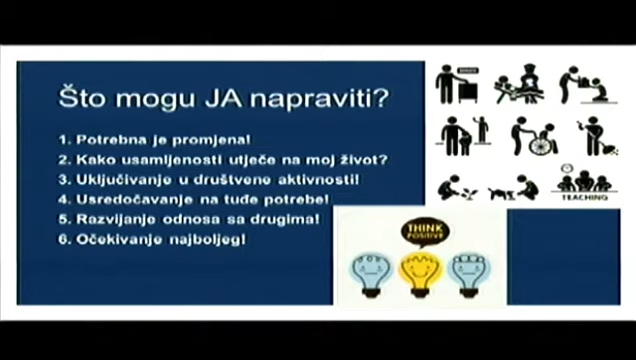 Što mogu JA napraviti?
1. Potrebna je promjena!
2. Kako usamljenosti utječe na moj život?
3. Uključivanje u društvene aktivnosti!
4. Usredočavanje na tuđe potrebe!
5. Razvijanje odnosa sa drugima!
6. Očekivanje najboljeg!
THINK
POSITIVE
TEACHING